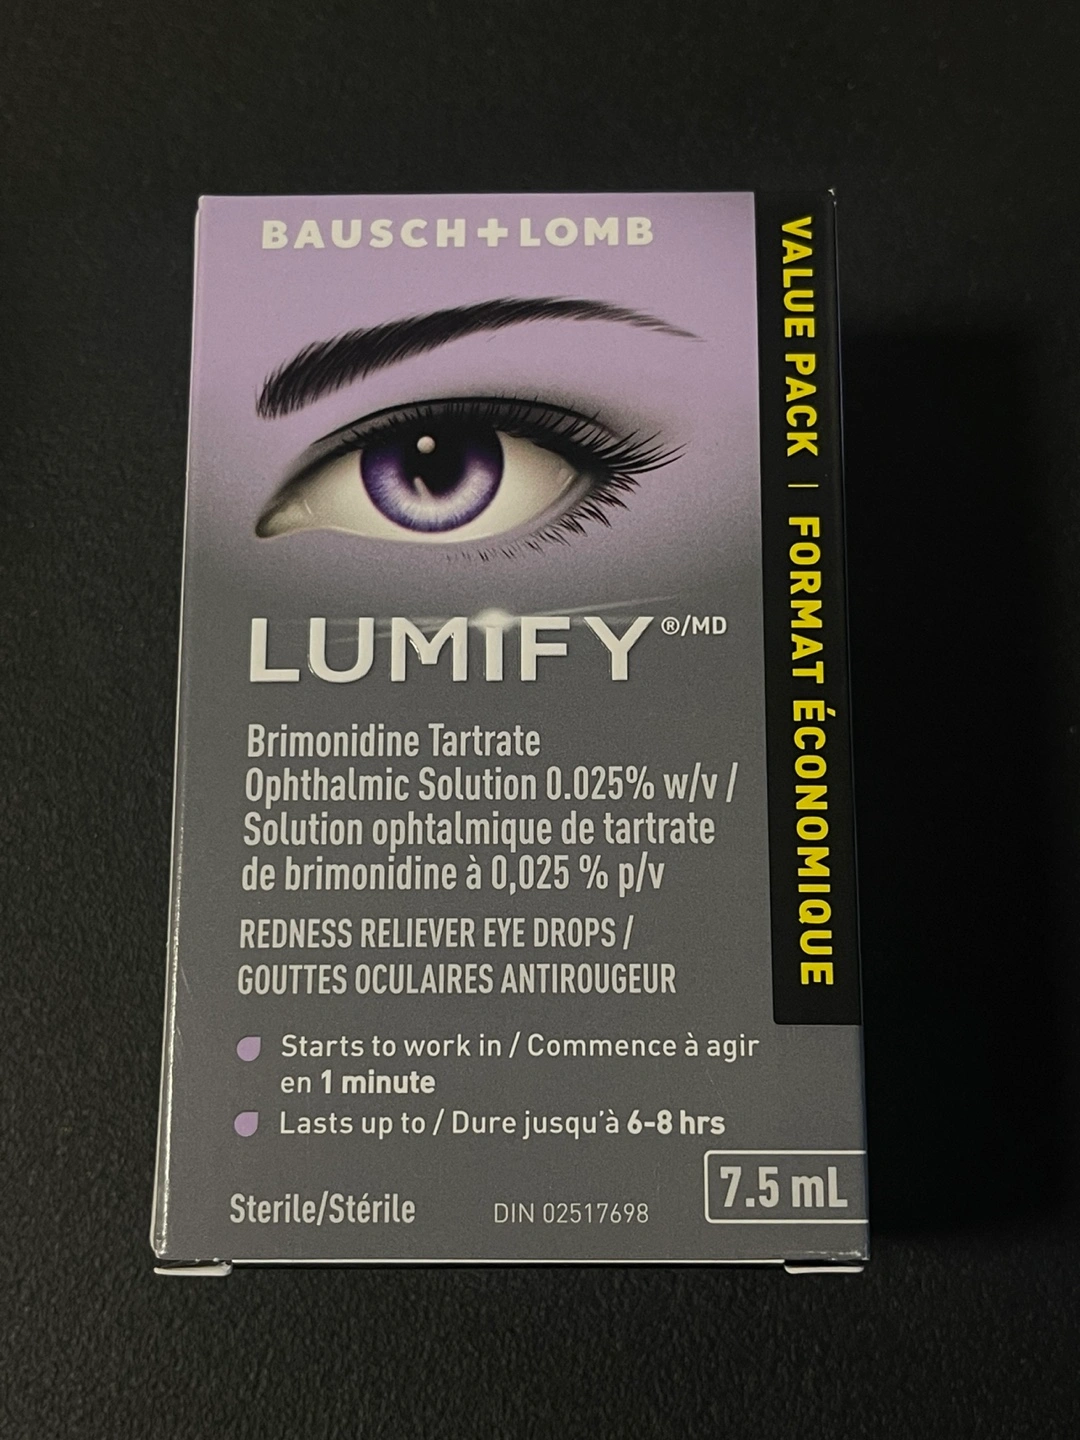 BAUSCH+LOMB
VALUE PACK | FORMAT ÉCONOMIQUE
LUMIFY®/MD
Brimonidine Tartrate
Ophthalmic Solution 0.025% w/v /
Solution ophtalmique de tartrate
de brimonidine à 0,025 % p/v
REDNESS RELIEVER EYE DROPS /
GOUTTES OCULAIRES ANTIROUGEUR
Starts to work in / Commence à agir
en 1 minute
Lasts up to / Dure jusqu'à 6-8 hrs
7.5 mL
Sterile/Stérile
DIN 02517698